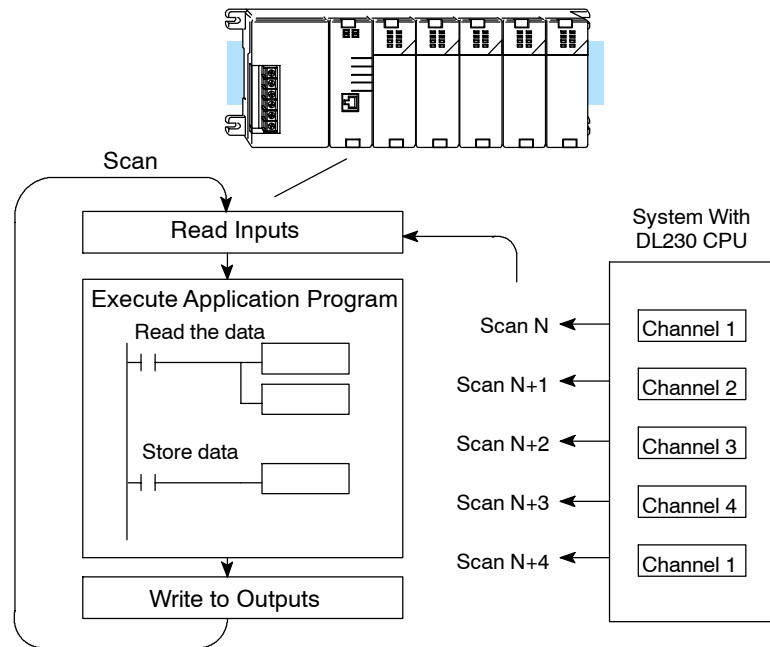 Scan
Read Inputs
Execute Application Program
Read the data
Store data
Write to Outputs
System With
DL230 CPU
Scan N
Channel 1
Scan N+1
Channel 2
Scan N+2
Channel 3
Scan N+3
Channel 4
Scan N+4
Channel 1